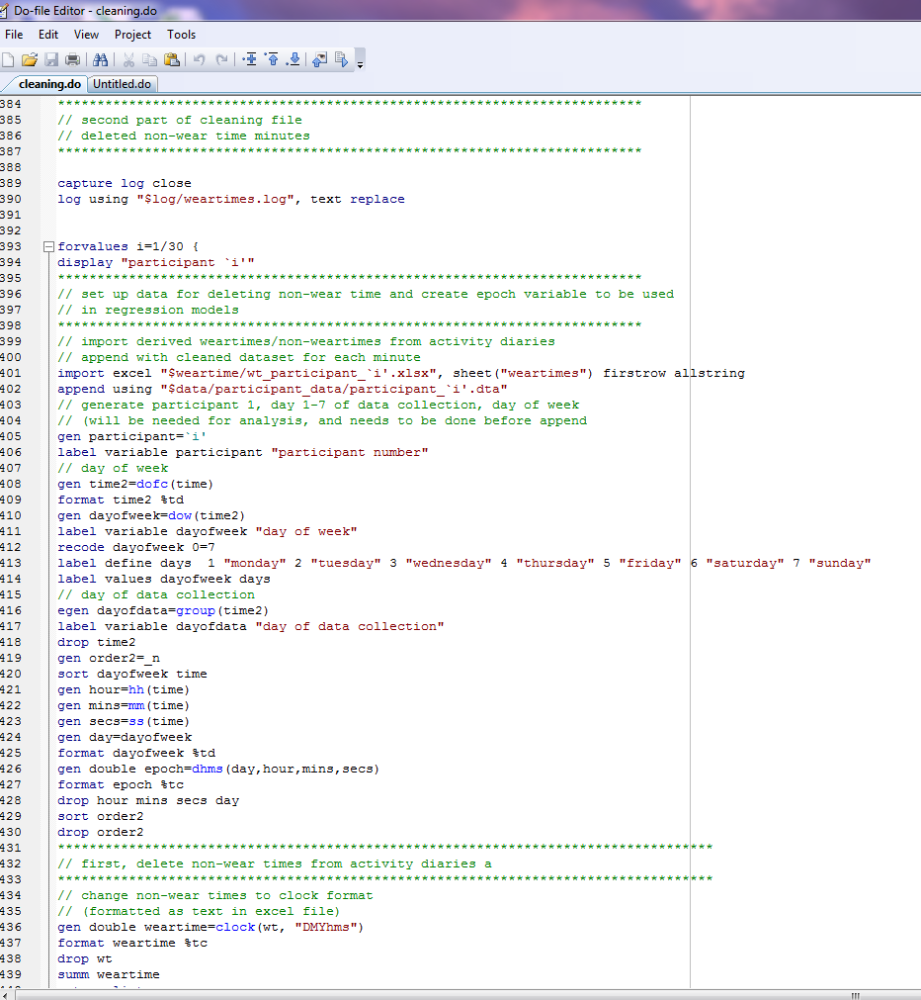 Do-file Editor - cleaning.do
File Edit View Project Tools
cleaning.do Untitled.do
384 **************************************************************************
385 // second part of cleaning file
386 // deleted non-wear time minutes
387 **************************************************************************
388
389 capture log close
390 log using "$log/weartimes.log", text replace
391
392
393 forvalues i=1/30 {
394 display "participant `i'"
395 **************************************************************************
396 // set up data for deleting non-wear time and create epoch variable to be used
397 // in regression models
398 **************************************************************************
399 // import derived weartimes/non-weartimes from activity diaries
400 // append with cleaned dataset for each minute
401 import excel "$weartime/wt_participant_`i'.xlsx", sheet("weartimes") firstrow allstring
402 append using "$data/participant_data/participant_`i'.dta"
403 // generate participant 1, day 1-7 of data collection, day of week
404 // (will be needed for analysis, and needs to be done before append
405 gen participant=`i'
406 label variable participant "participant number"
407 // day of week
408 gen time2=dofc(time)
409 format time2 %td
410 gen dayofweek=dow(time2)
411 label variable dayofweek "day of week"
412 recode dayofweek 0=7
413 label define days  1 "monday" 2 "tuesday" 3 "wednesday" 4 "thursday" 5 "friday" 6 "saturday" 7 "sunday"
414 label values dayofweek days
415 // day of data collection
416 egen dayofdata=group(time2)
417 label variable dayofdata "day of data collection"
418 drop time2
419 gen order2=_n
420 sort dayofweek time
421 gen hour=hh(time)
422 gen mins=mm(time)
423 gen secs=ss(time)
424 gen day=dayofweek
425 format dayofweek %td
426 gen double epoch=dhms(day,hour,mins,secs)
427 format epoch %tc
428 drop hour mins secs day
429 sort order2
430 drop order2
431 ***********************************************************************************
432 // first, delete non-wear times from activity diaries a
433 ***********************************************************************************
434 // change non-wear times to clock format
435 // (formatted as text in excel file)
436 gen double weartime=clock(wt, "DMYhms")
437 format weartime %tc
438 drop wt
439 summ weartime